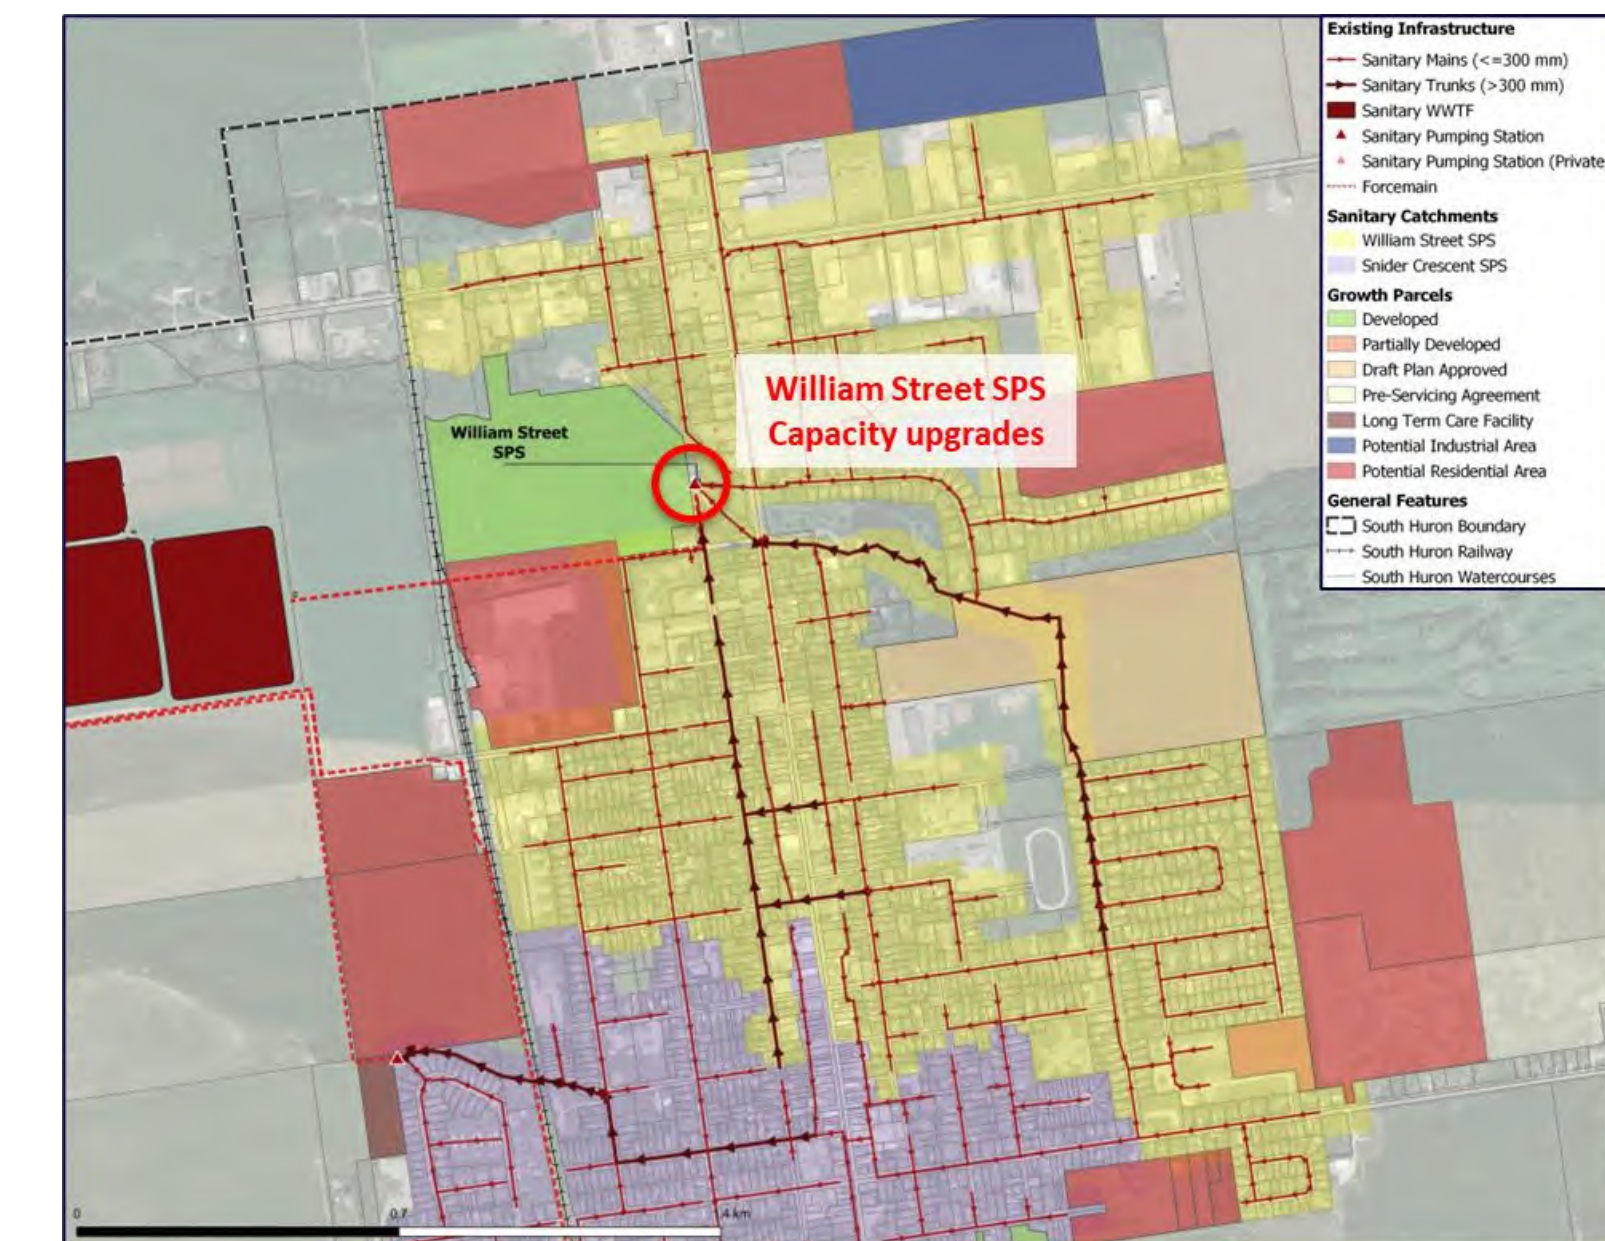 Existing Infrastructure
Sanitary Mains (<=300 mm)
Sanitary Trunks (>300 mm)
Sanitary WWTF
Sanitary Pumping Station
Sanitary Pumping Station (Private
Forcemain
Sanitary Catchments
William Street SPS
Snider Crescent SPS
Growth Parcels
Developed
Partially Developed
Draft Plan Approved
Pre-Servicing Agreement
Long Term Care Facility
Potential Industrial Area
Potential Residential Area
General Features
South Huron Boundary
South Huron Railway
South Huron Watercourses
William Street SPS
Capacity upgrades
William Street
SPS
0 0.7 1.4 km